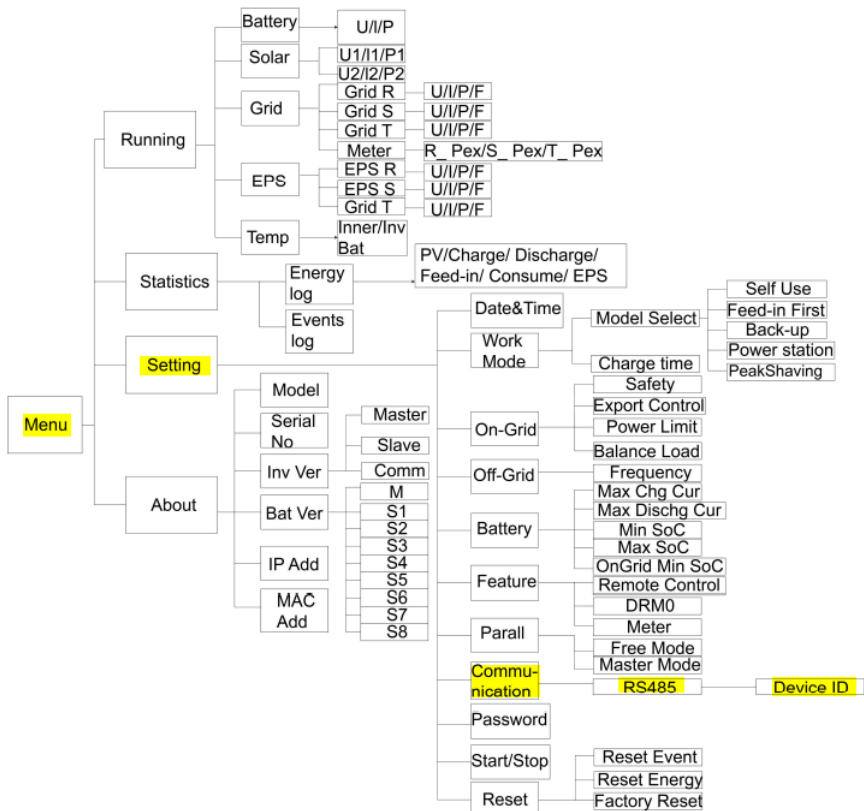 Menu
Running
Battery
U/I/P
Solar
U1/I1/P1
U2/I2/P2
Grid
Grid R
U/I/P/F
Grid S
U/I/P/F
Grid T
U/I/P/F
Meter
R_ Pex/S_ Pex/T_ Pex
EPS
EPS R
U/I/P/F
EPS S
U/I/P/F
Grid T
U/I/P/F
Temp
Inner/Inv
Bat
Statistics
Energy
log
PV/Charge/ Discharge/
Feed-in/ Consume/ EPS
Events
log
Setting
Date&Time
Work
Mode
Model Select
Self Use
Feed-in First
Back-up
Power station
PeakShaving
Charge time
On-Grid
Safety
Export Control
Power Limit
Balance Load
Off-Grid
Frequency
Battery
Max Chg Cur
Max Dischg Cur
Min SoC
Max SoC
OnGrid Min SoC
Feature
Remote Control
DRM0
Meter
Parall
Free Mode
Master Mode
Commu-
nication
RS485
Device ID
Password
Start/Stop
Reset
Reset Event
Reset Energy
Factory Reset
About
Model
Serial
No
Inv Ver
Master
Slave
Comm
Bat Ver
M
S1
S2
S3
S4
S5
S6
S7
S8
IP Add
MAC
Add